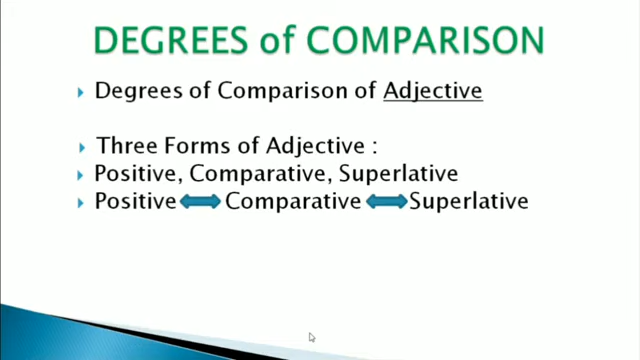 DEGREES of COMPARISON
Degrees of Comparison of Adjective
Three Forms of Adjective :
Positive, Comparative, Superlative
Positive Comparative Superlative